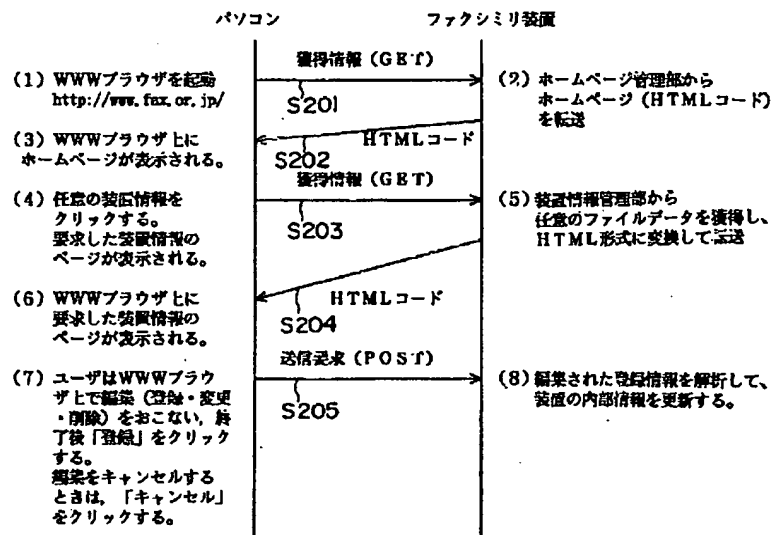 パソコン
ファクシミリ装置
獲得情報（GET）
（1）WWWブラウザを起動
http://www.fax.or.jp/
S201
（2）ホームページ管理部から
ホームページ（HTMLコード）
を転送
（3）WWWブラウザ上に
ホームページが表示される。
S202
HTMLコード
獲得情報（GET）
（4）任意の装置情報を
クリックする。
要求した装置情報の
ページが表示される。
S203
（5）装置情報管理部から
任意のファイルデータを獲得し、
HTML形式に変換して転送
（6）WWWブラウザ上に
要求した装置情報の
ページが表示される。
HTMLコード
S204
送信要求（POST）
（7）ユーザはWWWブラウ
ザ上で編集（登録・変更
・削除）をおこない，終
了後「登録」をクリック
する。
編集をキャンセルする
ときは，「キャンセル」
をクリックする。
S205
（8）編集された登録情報を解析して、
装置の内部情報を更新する。